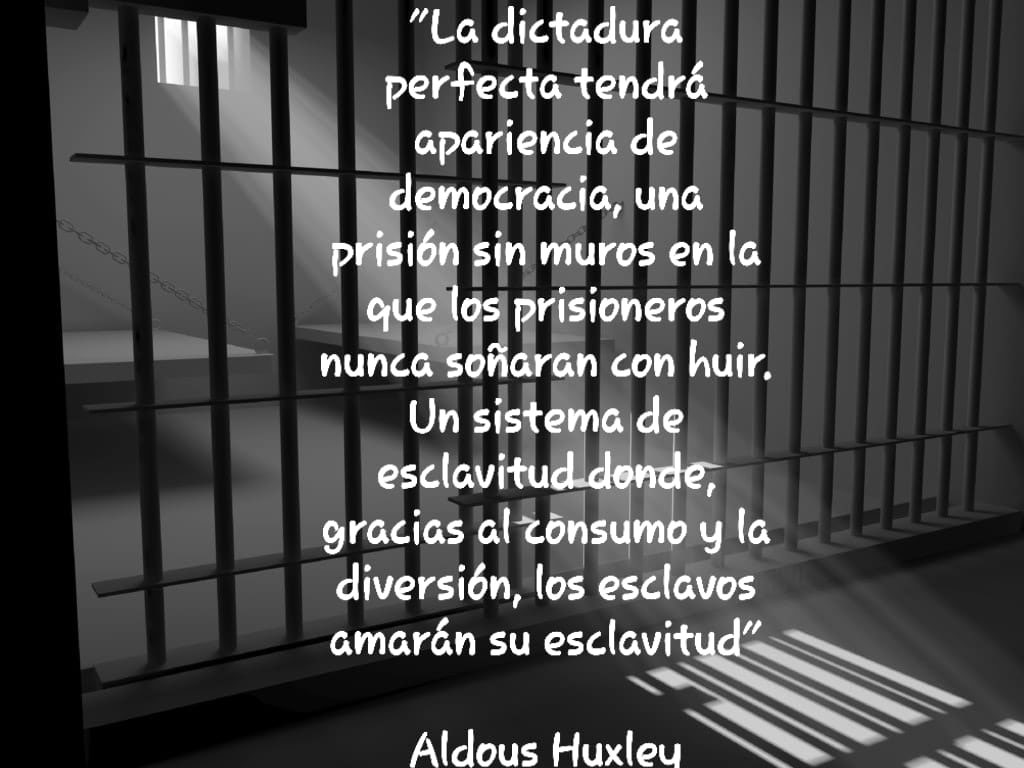 "La dictadura
perfecta tendrá
apariencia de
democracia, una
prisión sin muros en la
que los prisioneros
nunca soñaran con huir.
Un sistema de
esclavitud donde,
gracias al consumo y la
diversión, los esclavos
amarán su esclavitud"
Aldous Huxley